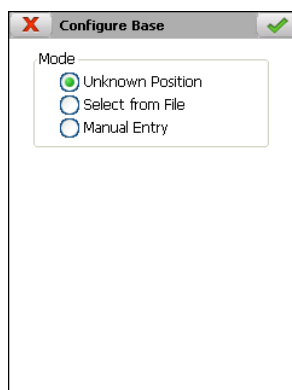 Configure Base
Mode
Unknown Position
Select from File
Manual Entry